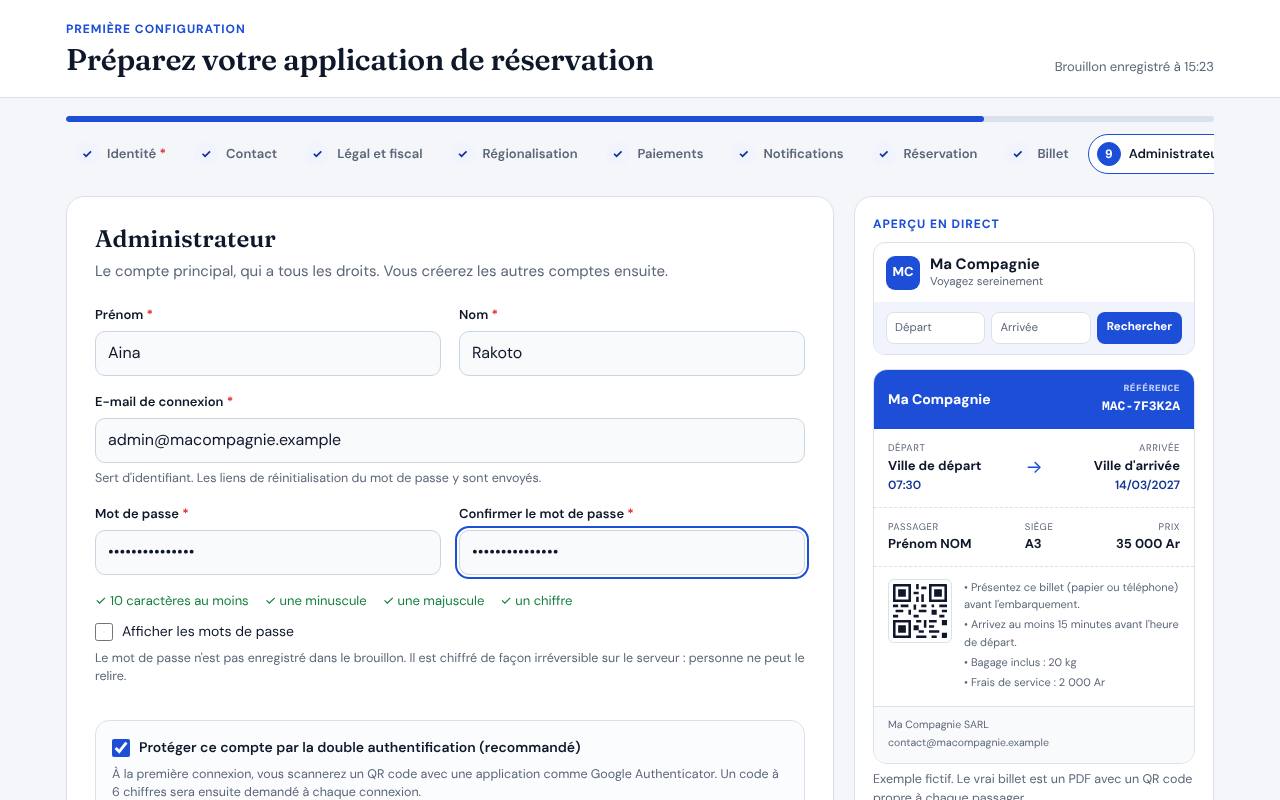 PREMIÈRE CONFIGURATION
Préparez votre application de réservation
Brouillon enregistré à 15:23
Identité *
Contact
Légal et fiscal
Régionalisation
Paiements
Notifications
Réservation
Billet
9 Administrateu
Administrateur
Le compte principal, qui a tous les droits. Vous créerez les autres comptes ensuite.
Prénom *
Nom *
Aina
Rakoto
E-mail de connexion *
admin@macompagnie.example
Sert d'identifiant. Les liens de réinitialisation du mot de passe y sont envoyés.
Mot de passe *
Confirmer le mot de passe *
•••••••••••••••
•••••••••••••••
✓ 10 caractères au moins ✓ une minuscule ✓ une majuscule ✓ un chiffre
Afficher les mots de passe
Le mot de passe n'est pas enregistré dans le brouillon. Il est chiffré de façon irréversible sur le serveur : personne ne peut le
relire.
Protéger ce compte par la double authentification (recommandé)
À la première connexion, vous scannerez un QR code avec une application comme Google Authenticator. Un code à
6 chiffres sera ensuite demandé à chaque connexion.
APERÇU EN DIRECT
MC
Ma Compagnie
Voyagez sereinement
Départ
Arrivée
Rechercher
Ma Compagnie
RÉFÉRENCE
MAC-7F3K2A
DÉPART
ARRIVÉE
Ville de départ → Ville d'arrivée
07:30
14/03/2027
PASSAGER
SIÈGE
PRIX
Prénom NOM
A3
35 000 Ar
• Présentez ce billet (papier ou téléphone)
avant l'embarquement.
• Arrivez au moins 15 minutes avant l'heure
de départ.
• Bagage inclus : 20 kg
• Frais de service : 2 000 Ar
Ma Compagnie SARL
contact@macompagnie.example
Exemple fictif. Le vrai billet est un PDF avec un QR code
propre à chaque passager.